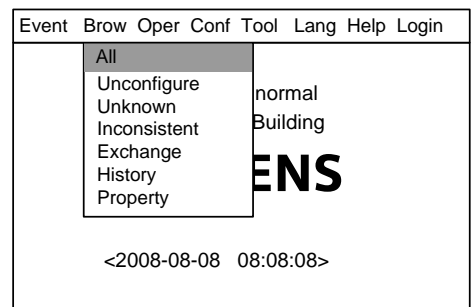 Event Brow Oper Conf Tool Lang Help Login
All
Unconfigure
Unknown
Inconsistent
Exchange
History
Property
normal
Building
ENS
<2008-08-08 08:08:08>